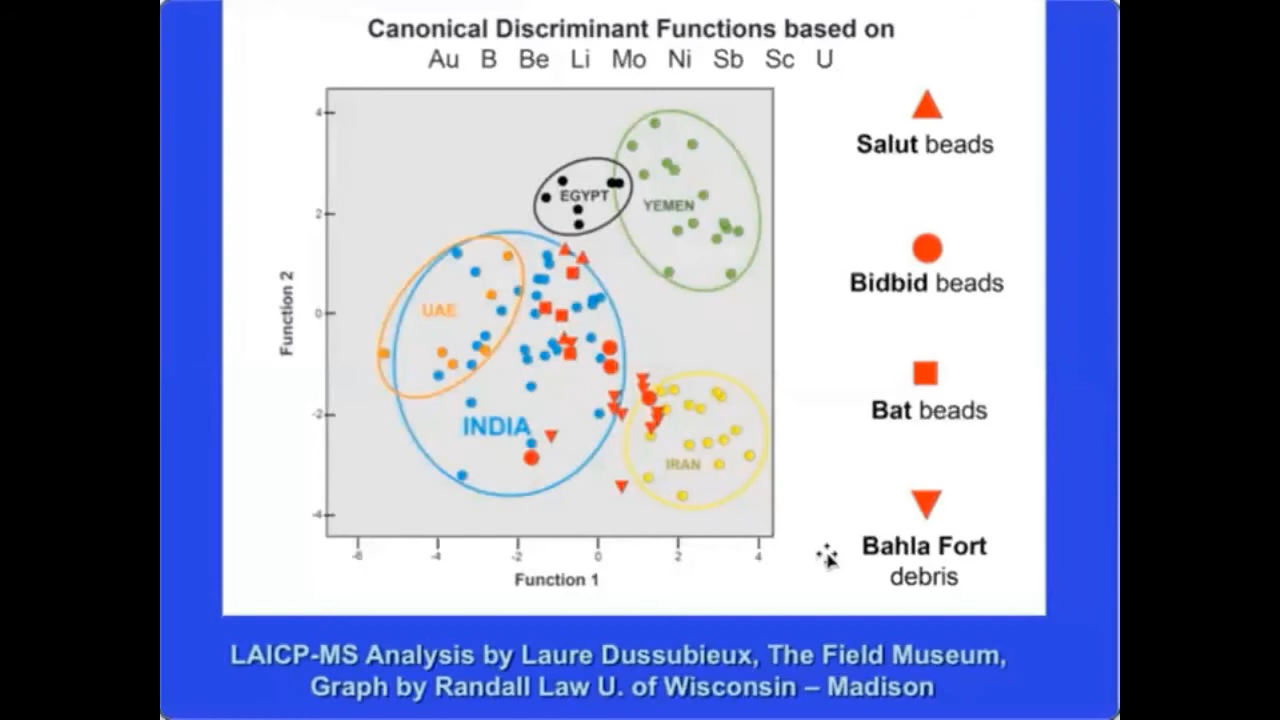 Canonical Discriminant Functions based on
Au B Be Li Mo Ni Sb Sc U
Salut beads
Bidbid beads
Bat beads
Bahla Fort
debris
EGYPT
YEMEN
UAE
INDIA
IRAN
Function 2
4
2
0
-2
-4
-6 -4 -2 0 2 4
Function 1
LAICP-MS Analysis by Laure Dussubieux, The Field Museum,
Graph by Randall Law U. of Wisconsin – Madison